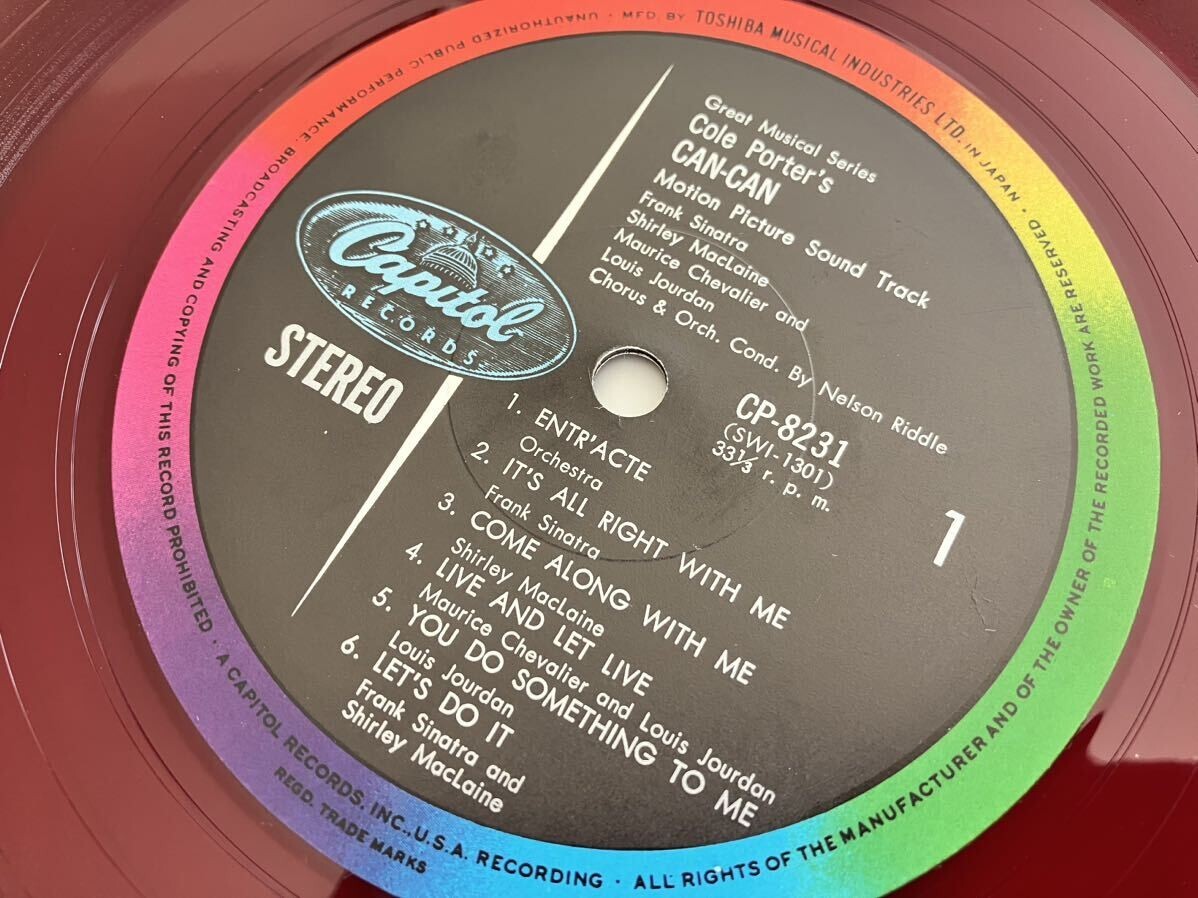 Great Musical Series
Cole Porter's
CAN-CAN
Motion Picture Sound Track
Frank Sinatra
Shirley MacLaine
Maurice Chevalier and
Louis Jourdan
Chorus & Orch. Cond. By Nelson Riddle
Capitol
RECORDS
STEREO
CP-8231
(SWI-1301)
33⅓ r. p. m.
1
1. ENTR'ACTE
Orchestra
2. IT'S ALL RIGHT WITH ME
Frank Sinatra
3. COME ALONG WITH ME
Shirley MacLaine
4. LIVE AND LET LIVE
Maurice Chevalier and Louis Jourdan
5. YOU DO SOMETHING TO ME
Louis Jourdan
6. LET'S DO IT
Frank Sinatra and
Shirley MacLaine
MFD. BY TOSHIBA MUSICAL INDUSTRIES LTD. IN JAPAN •
ALL RIGHTS OF THE MANUFACTURER AND OF THE OWNER OF THE RECORDED WORK ARE RESERVED •
UNAUTHORIZED PUBLIC PERFORMANCE, BROADCASTING AND COPYING OF THIS RECORD PROHIBITED •
A CAPITOL RECORDS, INC., U.S.A. RECORDING •
REGD. TRADE MARKS